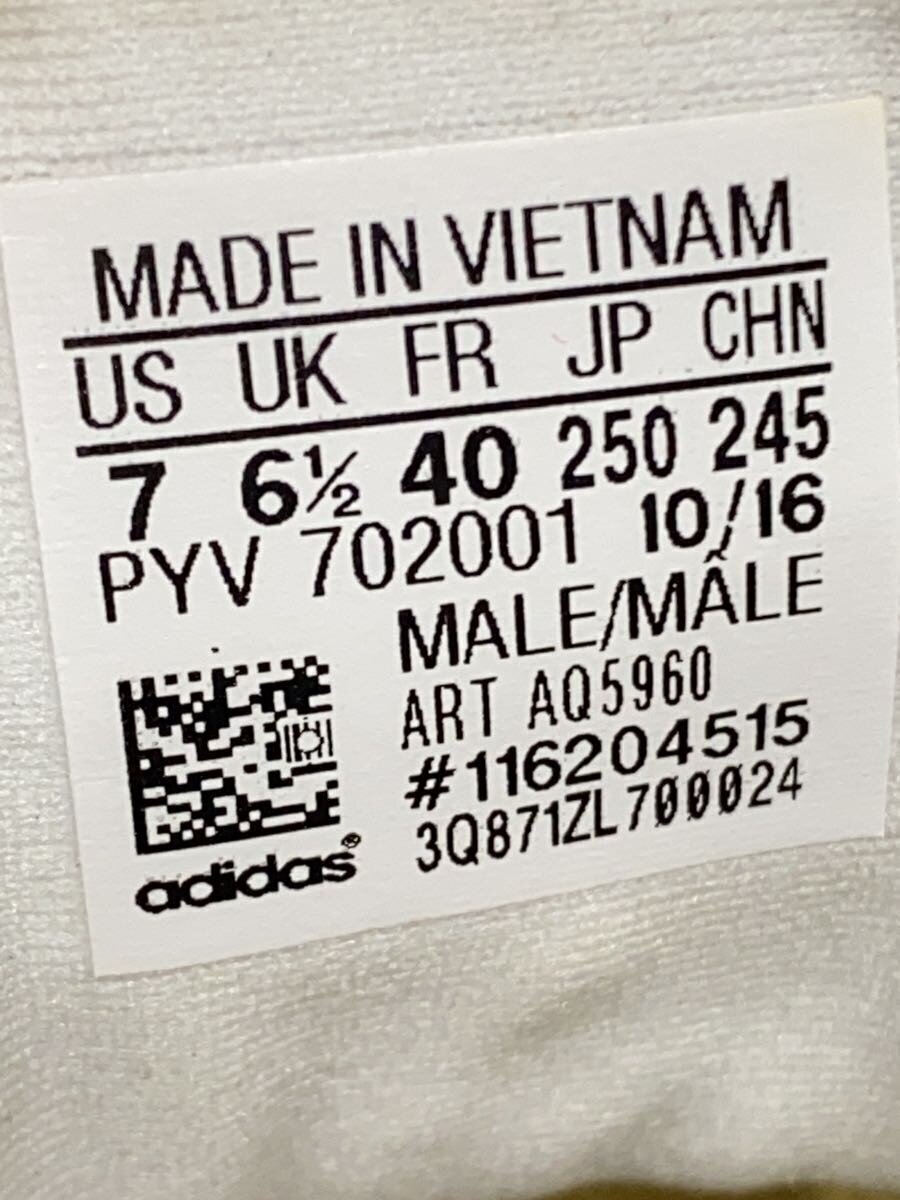 MADE IN VIETNAM
US UK FR JP CHN
7 6½ 40 250 245
PYV 702001 10/16
MALE/MÂLE
ART AQ5960
#116204515
3Q871ZL700024
adidas®